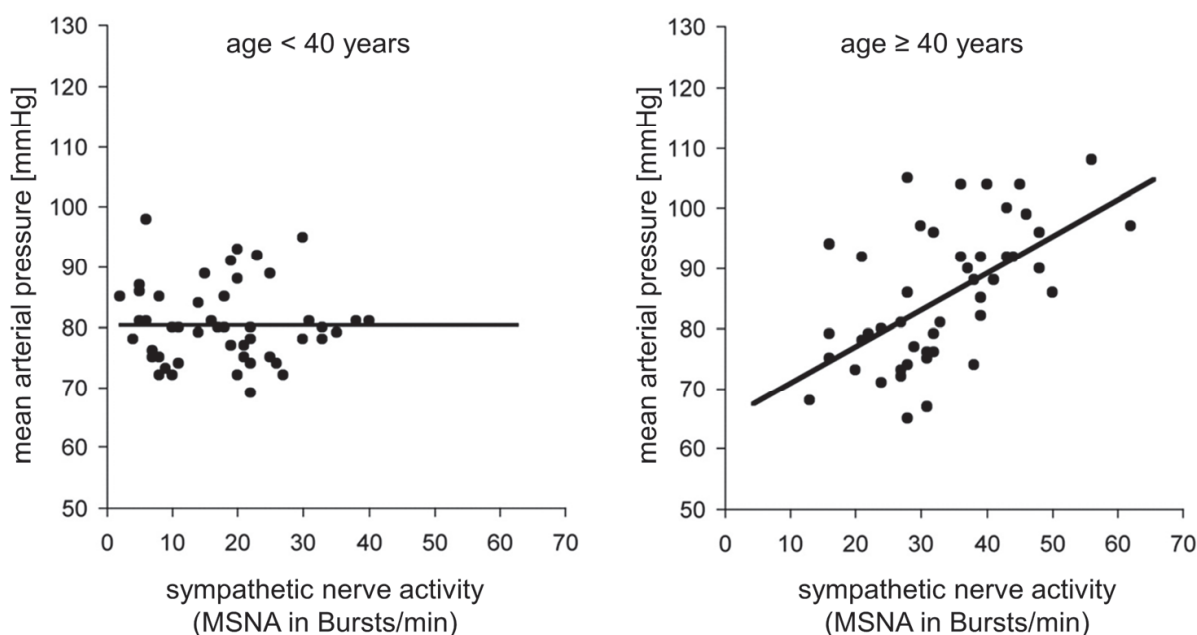 age < 40 years
mean arterial pressure [mmHg]
130
120
110
100
90
80
70
60
50
0 10 20 30 40 50 60 70
sympathetic nerve activity
(MSNA in Bursts/min)
age ≥ 40 years
mean arterial pressure [mmHg]
130
120
110
100
90
80
70
60
50
0 10 20 30 40 50 60 70
sympathetic nerve activity
(MSNA in Bursts/min)